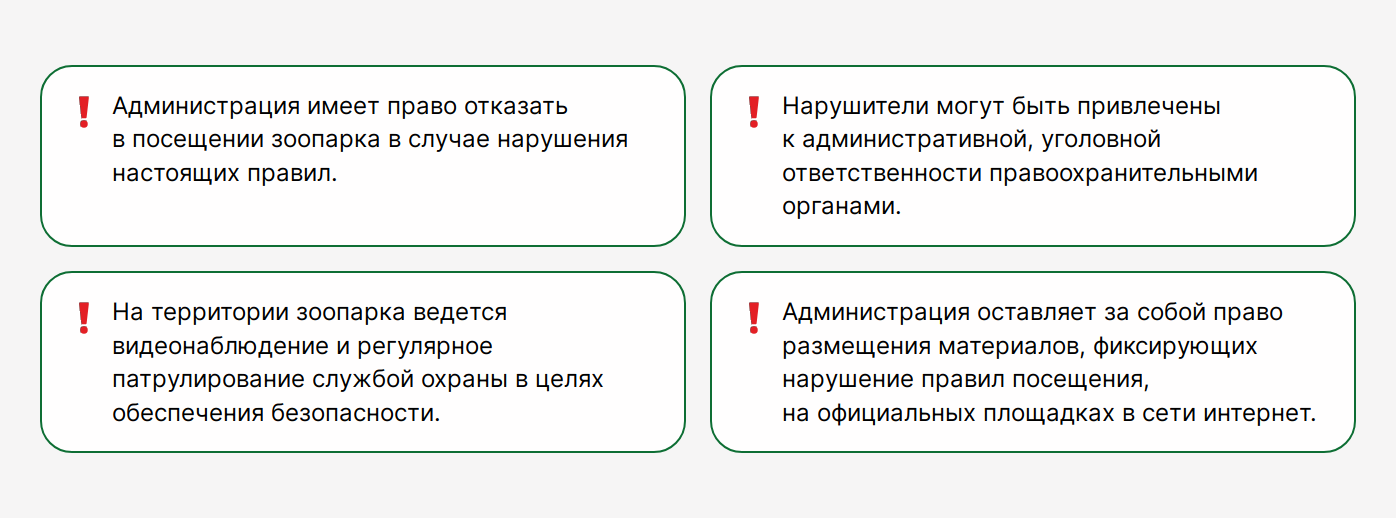 Администрация имеет право отказать
в посещении зоопарка в случае нарушения
настоящих правил.
Нарушители могут быть привлечены
к административной, уголовной
ответственности правоохранительными
органами.
На территории зоопарка ведется
видеонаблюдение и регулярное
патрулирование службой охраны в целях
обеспечения безопасности.
Администрация оставляет за собой право
размещения материалов, фиксирующих
нарушение правил посещения,
на официальных площадках в сети интернет.